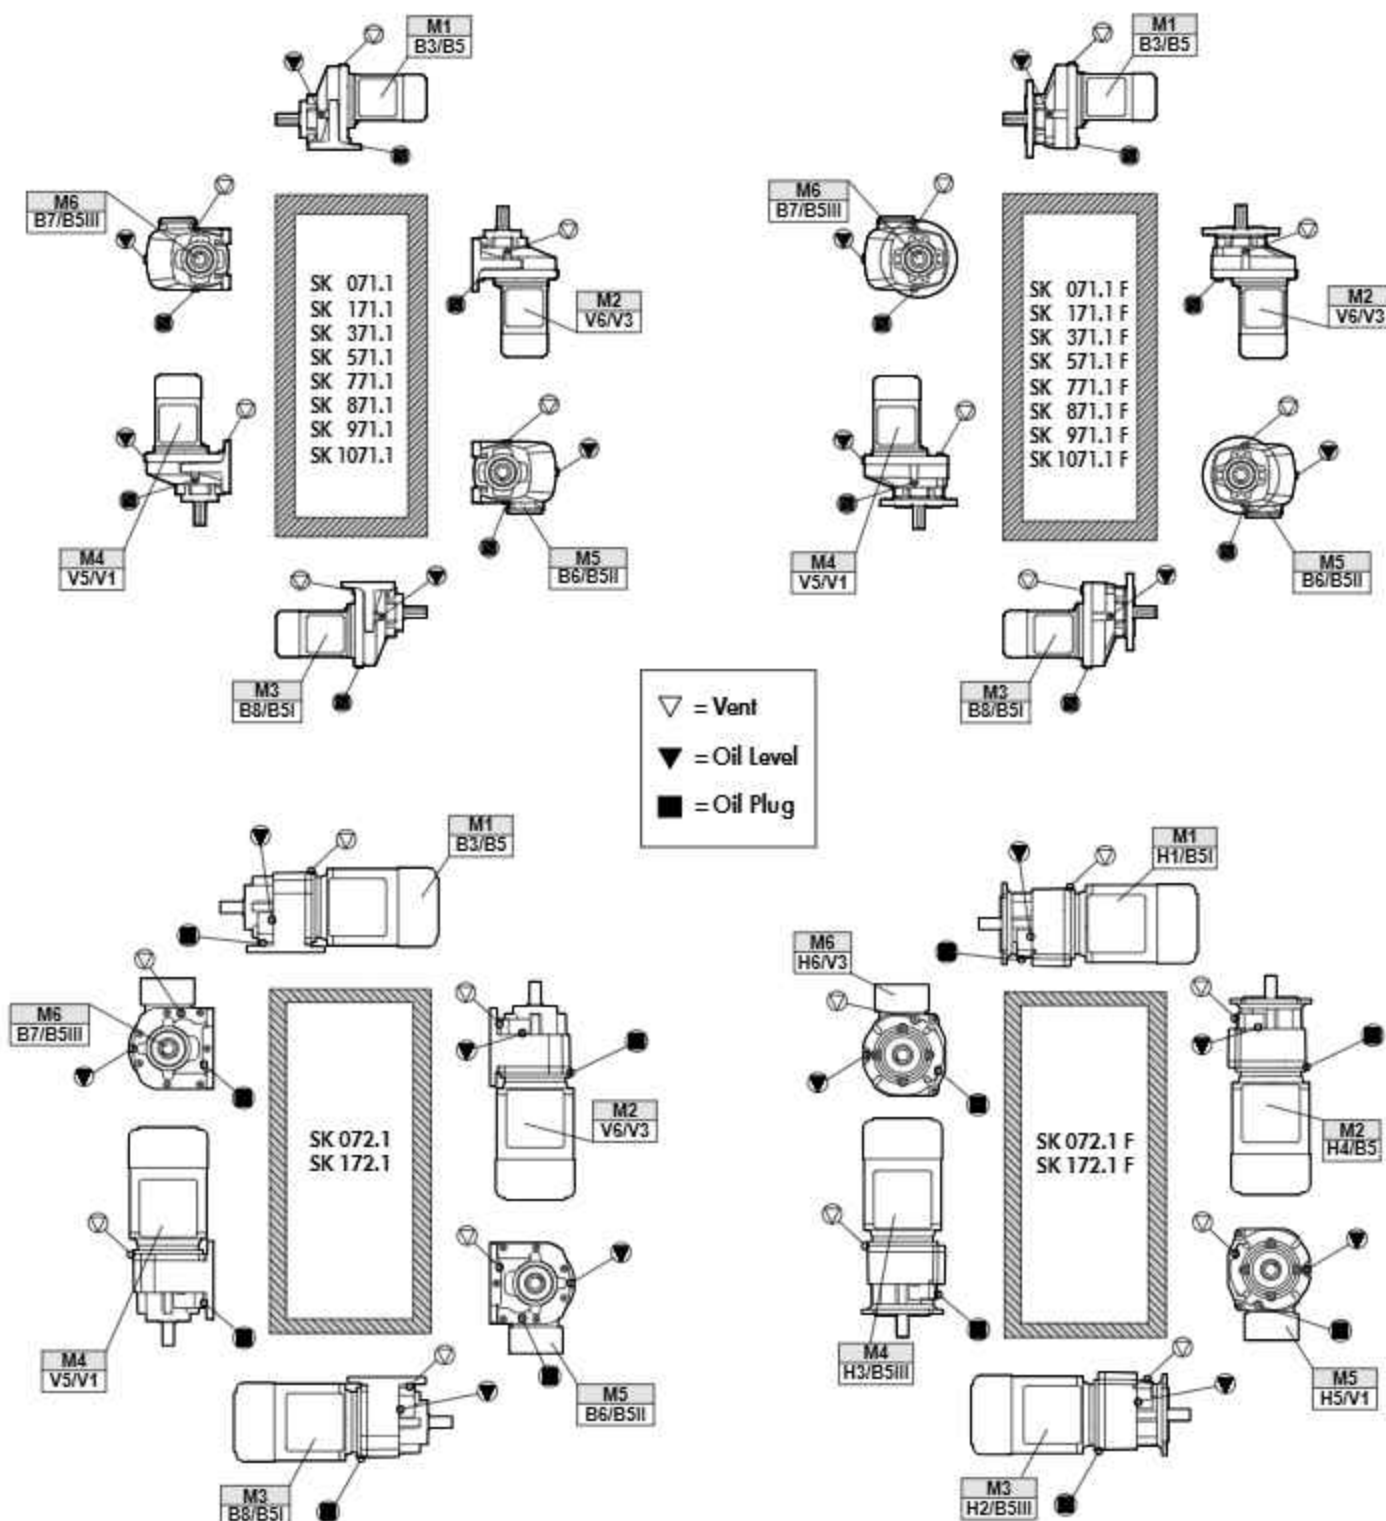 M1
B3/B5
M6
B7/B5III
SK 071.1
SK 171.1
SK 371.1
SK 571.1
SK 771.1
SK 871.1
SK 971.1
SK 1071.1
M2
V6/V3
M4
V5/V1
M5
B6/B5II
M3
B8/B5I
M1
B3/B5
M6
B7/B5III
SK 071.1 F
SK 171.1 F
SK 371.1 F
SK 571.1 F
SK 771.1 F
SK 871.1 F
SK 971.1 F
SK 1071.1 F
M2
V6/V3
M4
V5/V1
M5
B6/B5II
M3
B8/B5I
= Vent
= Oil Level
= Oil Plug
M1
B3/B5
M6
B7/B5III
SK 072.1
SK 172.1
M2
V6/V3
M4
V5/V1
M5
B6/B5II
M3
B8/B5I
M1
H1/B5I
M6
H6/V3
SK 072.1 F
SK 172.1 F
M2
H4/B5
M4
H3/B5III
M5
H5/V1
M3
H2/B5III